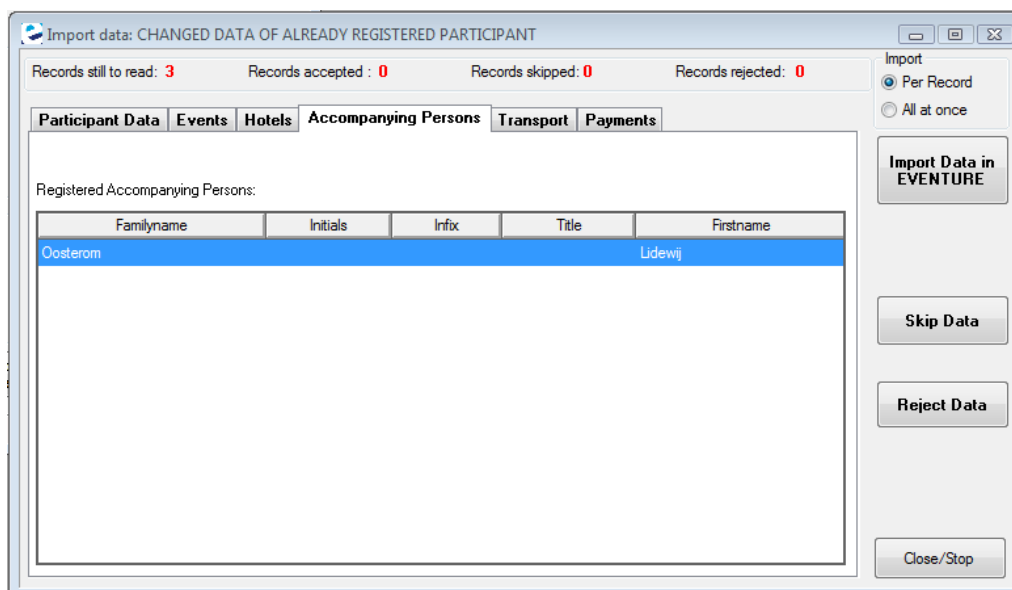 Import data: CHANGED DATA OF ALREADY REGISTERED PARTICIPANT
Records still to read: 3 Records accepted : 0 Records skipped: 0 Records rejected: 0
Import
Per Record
All at once
Participant Data Events Hotels Accompanying Persons Transport Payments
Import Data in
EVENTURE
Registered Accompanying Persons:
Familyname Initials Infix Title Firstname
Oosterom Lidewij
Skip Data
Reject Data
Close/Stop